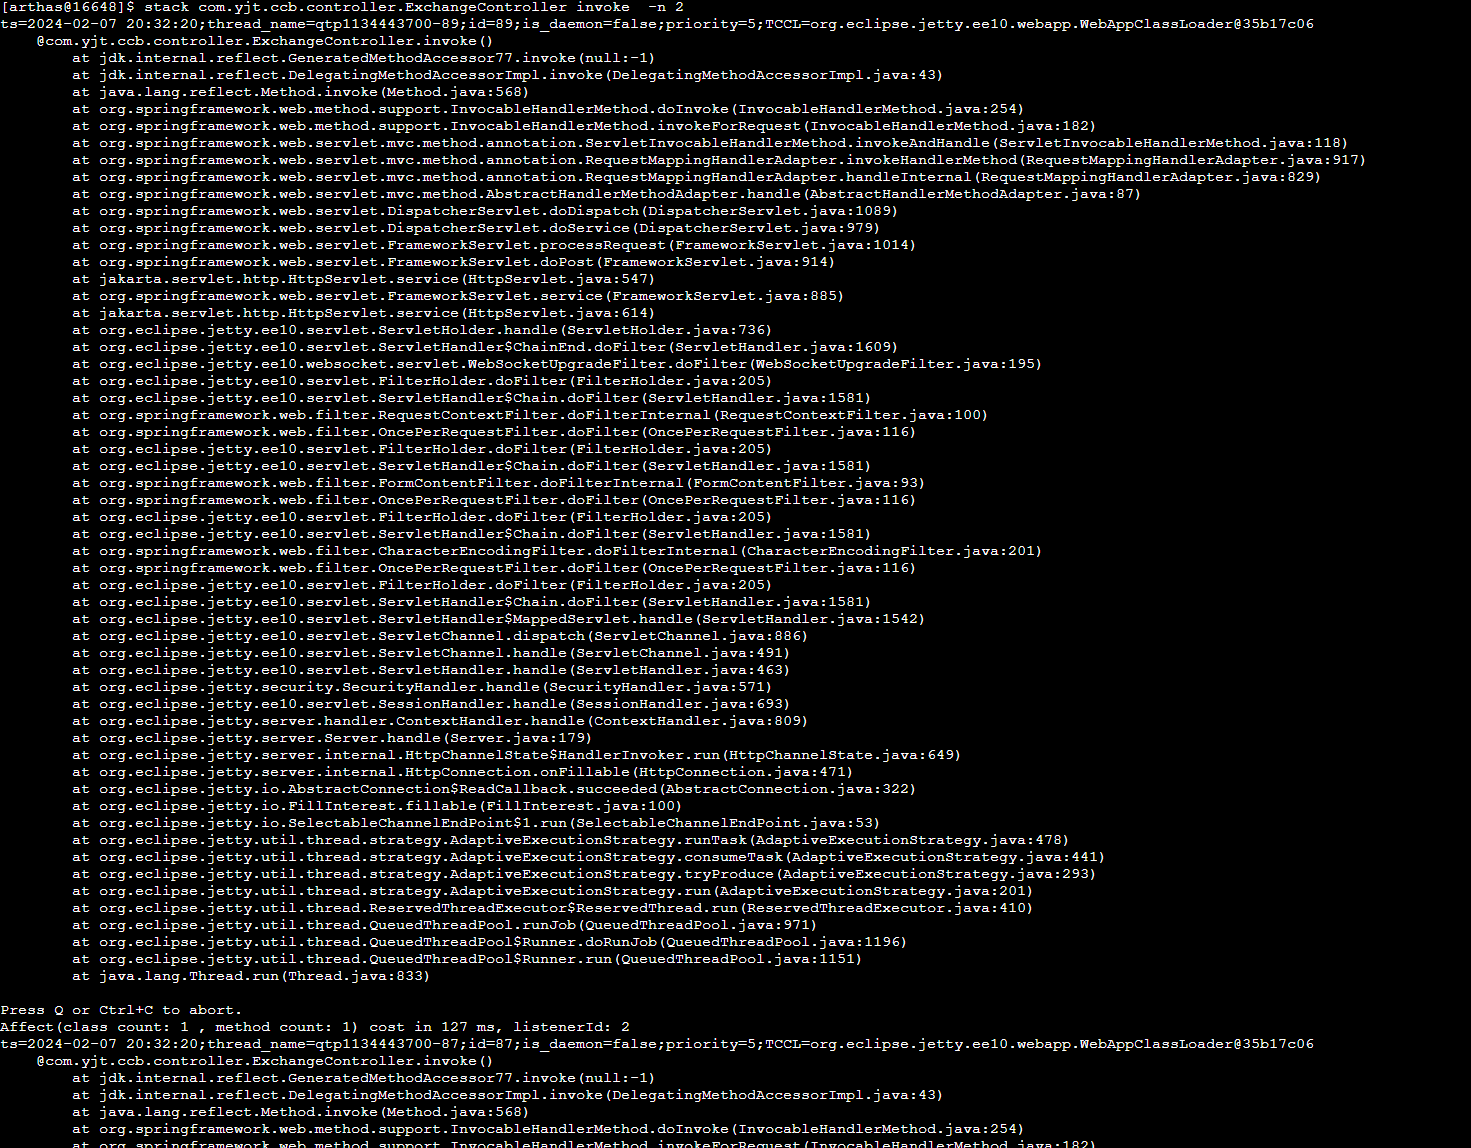 [arthas@16648]$ stack com.yjt.ccb.controller.ExchangeController invoke  -n 2
ts=2024-02-07 20:32:20;thread_name=qtp1134443700-89;id=89;is_daemon=false;priority=5;TCCL=org.eclipse.jetty.ee10.webapp.WebAppClassLoader@35b17c06
    @com.yjt.ccb.controller.ExchangeController.invoke()
        at jdk.internal.reflect.GeneratedMethodAccessor77.invoke(null:-1)
        at jdk.internal.reflect.DelegatingMethodAccessorImpl.invoke(DelegatingMethodAccessorImpl.java:43)
        at java.lang.reflect.Method.invoke(Method.java:568)
        at org.springframework.web.method.support.InvocableHandlerMethod.doInvoke(InvocableHandlerMethod.java:254)
        at org.springframework.web.method.support.InvocableHandlerMethod.invokeForRequest(InvocableHandlerMethod.java:182)
        at org.springframework.web.servlet.mvc.method.annotation.ServletInvocableHandlerMethod.invokeAndHandle(ServletInvocableHandlerMethod.java:118)
        at org.springframework.web.servlet.mvc.method.annotation.RequestMappingHandlerAdapter.invokeHandlerMethod(RequestMappingHandlerAdapter.java:917)
        at org.springframework.web.servlet.mvc.method.annotation.RequestMappingHandlerAdapter.handleInternal(RequestMappingHandlerAdapter.java:829)
        at org.springframework.web.servlet.mvc.method.AbstractHandlerMethodAdapter.handle(AbstractHandlerMethodAdapter.java:87)
        at org.springframework.web.servlet.DispatcherServlet.doDispatch(DispatcherServlet.java:1089)
        at org.springframework.web.servlet.DispatcherServlet.doService(DispatcherServlet.java:979)
        at org.springframework.web.servlet.FrameworkServlet.processRequest(FrameworkServlet.java:1014)
        at org.springframework.web.servlet.FrameworkServlet.doPost(FrameworkServlet.java:914)
        at jakarta.servlet.http.HttpServlet.service(HttpServlet.java:547)
        at org.springframework.web.servlet.FrameworkServlet.service(FrameworkServlet.java:885)
        at jakarta.servlet.http.HttpServlet.service(HttpServlet.java:614)
        at org.eclipse.jetty.ee10.servlet.ServletHolder.handle(ServletHolder.java:736)
        at org.eclipse.jetty.ee10.servlet.ServletHandler$ChainEnd.doFilter(ServletHandler.java:1609)
        at org.eclipse.jetty.ee10.websocket.servlet.WebSocketUpgradeFilter.doFilter(WebSocketUpgradeFilter.java:195)
        at org.eclipse.jetty.ee10.servlet.FilterHolder.doFilter(FilterHolder.java:205)
        at org.eclipse.jetty.ee10.servlet.ServletHandler$Chain.doFilter(ServletHandler.java:1581)
        at org.springframework.web.filter.RequestContextFilter.doFilterInternal(RequestContextFilter.java:100)
        at org.springframework.web.filter.OncePerRequestFilter.doFilter(OncePerRequestFilter.java:116)
        at org.eclipse.jetty.ee10.servlet.FilterHolder.doFilter(FilterHolder.java:205)
        at org.eclipse.jetty.ee10.servlet.ServletHandler$Chain.doFilter(ServletHandler.java:1581)
        at org.springframework.web.filter.FormContentFilter.doFilterInternal(FormContentFilter.java:93)
        at org.springframework.web.filter.OncePerRequestFilter.doFilter(OncePerRequestFilter.java:116)
        at org.eclipse.jetty.ee10.servlet.FilterHolder.doFilter(FilterHolder.java:205)
        at org.eclipse.jetty.ee10.servlet.ServletHandler$Chain.doFilter(ServletHandler.java:1581)
        at org.springframework.web.filter.CharacterEncodingFilter.doFilterInternal(CharacterEncodingFilter.java:201)
        at org.springframework.web.filter.OncePerRequestFilter.doFilter(OncePerRequestFilter.java:116)
        at org.eclipse.jetty.ee10.servlet.FilterHolder.doFilter(FilterHolder.java:205)
        at org.eclipse.jetty.ee10.servlet.ServletHandler$Chain.doFilter(ServletHandler.java:1581)
        at org.eclipse.jetty.ee10.servlet.ServletHandler$MappedServlet.handle(ServletHandler.java:1542)
        at org.eclipse.jetty.ee10.servlet.ServletChannel.dispatch(ServletChannel.java:886)
        at org.eclipse.jetty.ee10.servlet.ServletChannel.handle(ServletChannel.java:491)
        at org.eclipse.jetty.ee10.servlet.ServletHandler.handle(ServletHandler.java:463)
        at org.eclipse.jetty.security.SecurityHandler.handle(SecurityHandler.java:571)
        at org.eclipse.jetty.ee10.servlet.SessionHandler.handle(SessionHandler.java:693)
        at org.eclipse.jetty.server.handler.ContextHandler.handle(ContextHandler.java:809)
        at org.eclipse.jetty.server.Server.handle(Server.java:179)
        at org.eclipse.jetty.server.internal.HttpChannelState$HandlerInvoker.run(HttpChannelState.java:649)
        at org.eclipse.jetty.server.internal.HttpConnection.onFillable(HttpConnection.java:471)
        at org.eclipse.jetty.io.AbstractConnection$ReadCallback.succeeded(AbstractConnection.java:322)
        at org.eclipse.jetty.io.FillInterest.fillable(FillInterest.java:100)
        at org.eclipse.jetty.io.SelectableChannelEndPoint$1.run(SelectableChannelEndPoint.java:53)
        at org.eclipse.jetty.util.thread.strategy.AdaptiveExecutionStrategy.runTask(AdaptiveExecutionStrategy.java:478)
        at org.eclipse.jetty.util.thread.strategy.AdaptiveExecutionStrategy.consumeTask(AdaptiveExecutionStrategy.java:441)
        at org.eclipse.jetty.util.thread.strategy.AdaptiveExecutionStrategy.tryProduce(AdaptiveExecutionStrategy.java:293)
        at org.eclipse.jetty.util.thread.strategy.AdaptiveExecutionStrategy.run(AdaptiveExecutionStrategy.java:201)
        at org.eclipse.jetty.util.thread.ReservedThreadExecutor$ReservedThread.run(ReservedThreadExecutor.java:410)
        at org.eclipse.jetty.util.thread.QueuedThreadPool.runJob(QueuedThreadPool.java:971)
        at org.eclipse.jetty.util.thread.QueuedThreadPool$Runner.doRunJob(QueuedThreadPool.java:1196)
        at org.eclipse.jetty.util.thread.QueuedThreadPool$Runner.run(QueuedThreadPool.java:1151)
        at java.lang.Thread.run(Thread.java:833)

Press Q or Ctrl+C to abort.
Affect(class count: 1 , method count: 1) cost in 127 ms, listenerId: 2
ts=2024-02-07 20:32:20;thread_name=qtp1134443700-87;id=87;is_daemon=false;priority=5;TCCL=org.eclipse.jetty.ee10.webapp.WebAppClassLoader@35b17c06
    @com.yjt.ccb.controller.ExchangeController.invoke()
        at jdk.internal.reflect.GeneratedMethodAccessor77.invoke(null:-1)
        at jdk.internal.reflect.DelegatingMethodAccessorImpl.invoke(DelegatingMethodAccessorImpl.java:43)
        at java.lang.reflect.Method.invoke(Method.java:568)
        at org.springframework.web.method.support.InvocableHandlerMethod.doInvoke(InvocableHandlerMethod.java:254)
        at org.springframework.web.method.support.InvocableHandlerMethod.invokeForRequest(InvocableHandlerMethod.java:182)